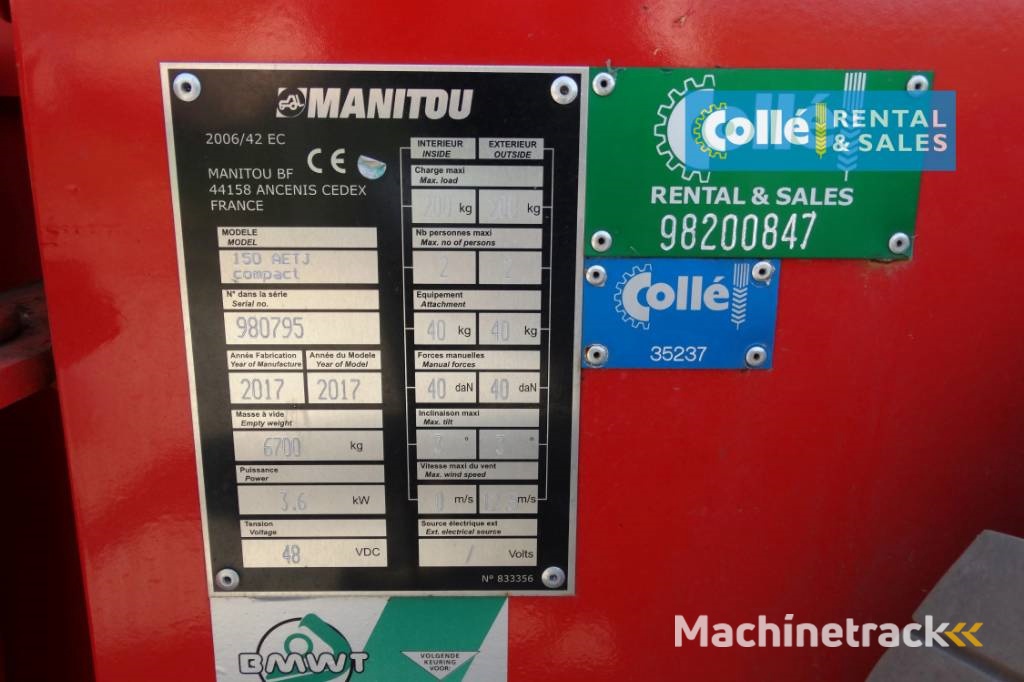 MANITOU
2006/42 EC
CE
MANITOU BF
44158 ANCENIS CEDEX
FRANCE
MODELE
MODEL
150 AETJ
compact
N° dans la série
Serial no.
980795
Année Fabrication
Year of Manufacture
Année du Modele
Year of Model
2017
2017
Masse à vide
Empty weight
6700 kg
Puissance
Power
3.6 kW
Tension
Voltage
48 VDC
INTERIEUR
INSIDE
EXTERIEUR
OUTSIDE
Charge maxi
Max. load
200 kg
kg
Nb personnes maxi
Max. no of persons
2 2
Equipement
Attachment
40 kg 40 kg
Forces manuelles
Manual forces
40 daN 40 daN
Inclinaison maxi
Max. tilt
3 ° 3 °
Vitesse maxi du vent
Max. wind speed
0 m/s m/s
Source électrique ext
Ext. electrical source
/ Volts
N° 833356
Collé RENTAL
& SALES
RENTAL & SALES
98200847
Collé
35237
BMWT
VOLGENDE
KEURING
VOOR:
Machinetrack